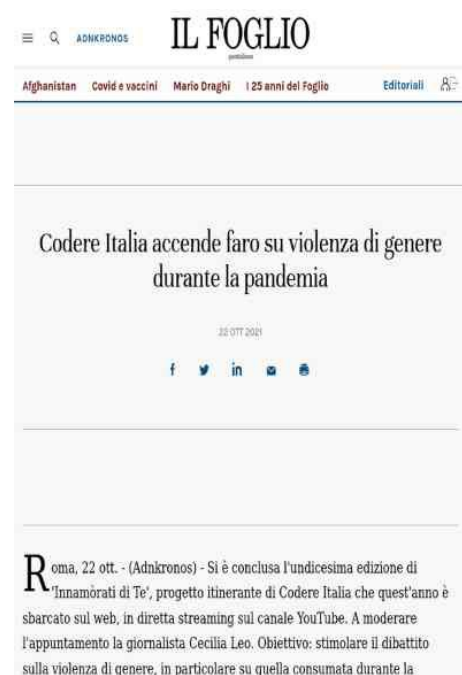 ADNKRONOS
IL FOGLIO
quotidiano
Afghanistan Covid e vaccini Mario Draghi I 25 anni del Foglio Editoriali
Codere Italia accende faro su violenza di genere
durante la pandemia
22 OTT 2021
Roma, 22 ott. - (Adnkronos) - Si è conclusa l'undicesima edizione di
'Innamòrati di Te', progetto itinerante di Codere Italia che quest'anno è
sbarcato sul web, in diretta streaming sul canale YouTube. A moderare
l'appuntamento la giornalista Cecilia Leo. Obiettivo: stimolare il dibattito
sulla violenza di genere, in particolare su quella consumata durante la